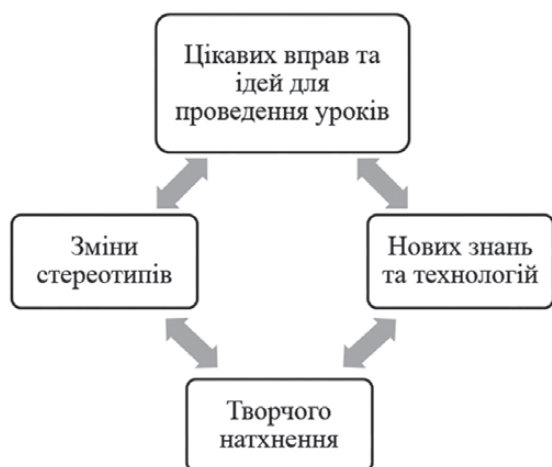 Цікавих вправ та
ідей для
проведення уроків
Зміни
стереотипів
Нових знань
та технологій
Творчого
натхнення